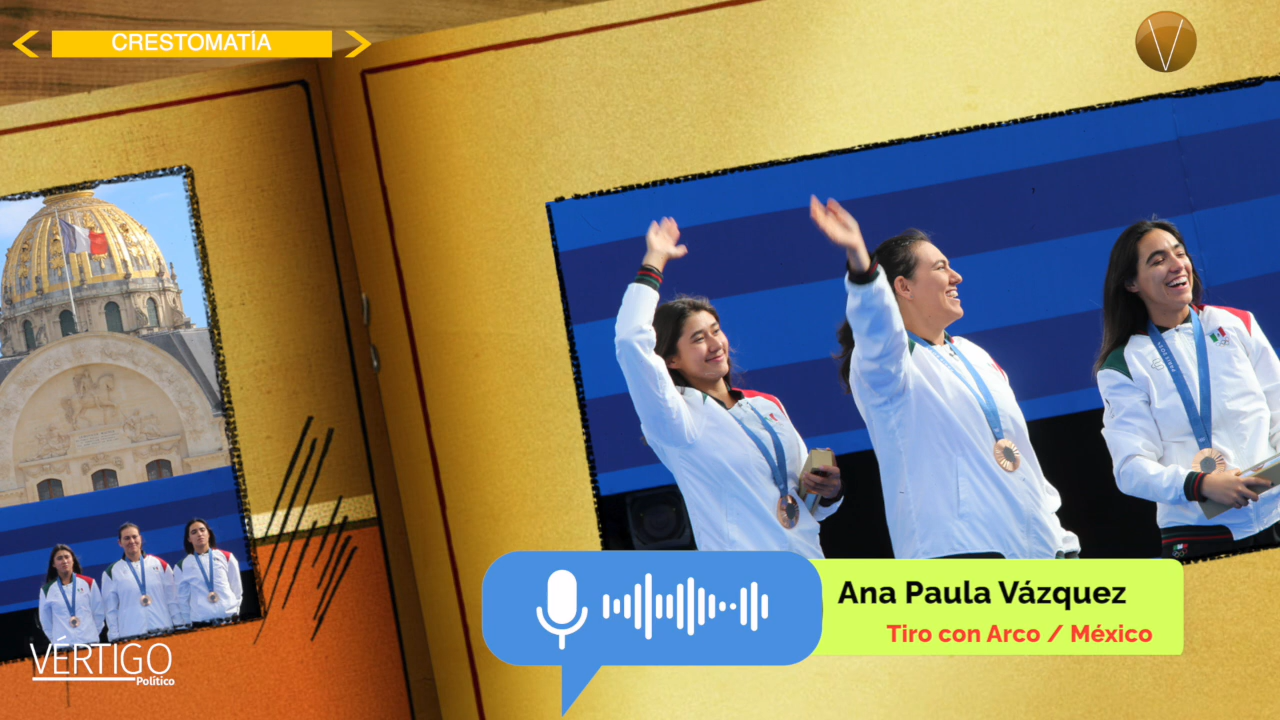 CRESTOMATÍA
V
Ana Paula Vázquez
Tiro con Arco / México
VÉRTIGO
Político